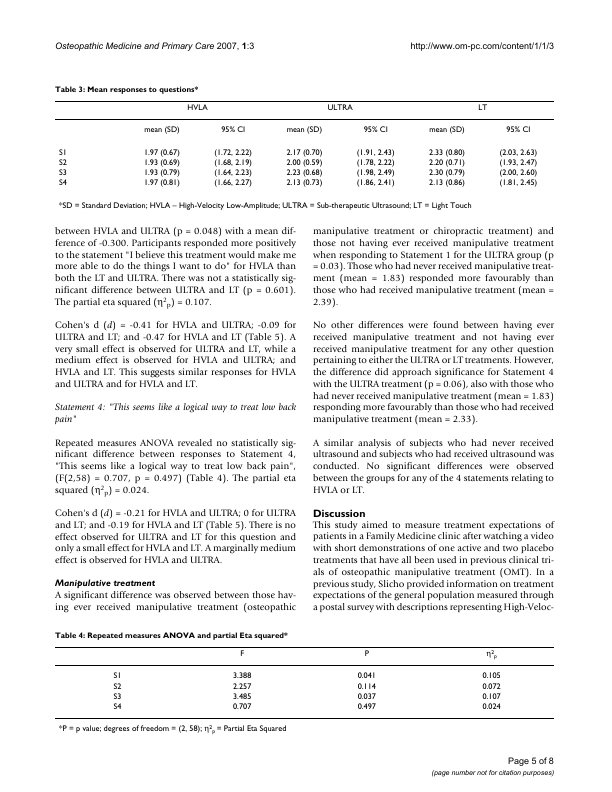 Osteopathic Medicine and Primary Care 2007, 1:3
http://www.om-pc.com/content/1/1/3
Table 3: Mean responses to questions*
HVLA ULTRA LT
mean (SD) 95% CI mean (SD) 95% CI mean (SD) 95% CI
S1 1.97 (0.67) (1.72, 2.22) 2.17 (0.70) (1.91, 2.43) 2.33 (0.80) (2.03, 2.63)
S2 1.93 (0.69) (1.68, 2.19) 2.00 (0.59) (1.78, 2.22) 2.20 (0.71) (1.93, 2.47)
S3 1.93 (0.79) (1.64, 2.23) 2.23 (0.68) (1.98, 2.49) 2.30 (0.79) (2.00, 2.60)
S4 1.97 (0.81) (1.66, 2.27) 2.13 (0.73) (1.86, 2.41) 2.13 (0.86) (1.81, 2.45)
*SD = Standard Deviation; HVLA – High-Velocity Low-Amplitude; ULTRA = Sub-therapeutic Ultrasound; LT = Light Touch
between HVLA and ULTRA (p = 0.048) with a mean dif-
ference of -0.300. Participants responded more positively
to the statement "I believe this treatment would make me
more able to do the things I want to do" for HVLA than
both the LT and ULTRA. There was not a statistically sig-
nificant difference between ULTRA and LT (p = 0.601).
The partial eta squared (η²p) = 0.107.
Cohen's d (d) = -0.41 for HVLA and ULTRA; -0.09 for
ULTRA and LT; and -0.47 for HVLA and LT (Table 5). A
very small effect is observed for ULTRA and LT, while a
medium effect is observed for HVLA and ULTRA; and
HVLA and LT. This suggests similar responses for HVLA
and ULTRA and for HVLA and LT.
Statement 4: "This seems like a logical way to treat low back
pain"
Repeated measures ANOVA revealed no statistically sig-
nificant difference between responses to Statement 4,
"This seems like a logical way to treat low back pain",
(F(2,58) = 0.707, p = 0.497) (Table 4). The partial eta
squared (η²p) = 0.024.
Cohen's d (d) = -0.21 for HVLA and ULTRA; 0 for ULTRA
and LT; and -0.19 for HVLA and LT (Table 5). There is no
effect observed for ULTRA and LT for this question and
only a small effect for HVLA and LT. A marginally medium
effect is observed for HVLA and ULTRA.
Manipulative treatment
A significant difference was observed between those hav-
ing ever received manipulative treatment (osteopathic
manipulative treatment or chiropractic treatment) and
those not having ever received manipulative treatment
when responding to Statement 1 for the ULTRA group (p
= 0.03). Those who had never received manipulative treat-
ment (mean = 1.83) responded more favourably than
those who had received manipulative treatment (mean =
2.39).
No other differences were found between having ever
received manipulative treatment and not having ever
received manipulative treatment for any other question
pertaining to either the ULTRA or LT treatments. However,
the difference did approach significance for Statement 4
with the ULTRA treatment (p = 0.06), also with those who
had never received manipulative treatment (mean = 1.83)
responding more favourably than those who had received
manipulative treatment (mean = 2.33).
A similar analysis of subjects who had never received
ultrasound and subjects who had received ultrasound was
conducted. No significant differences were observed
between the groups for any of the 4 statements relating to
HVLA or LT.
Discussion
This study aimed to measure treatment expectations of
patients in a Family Medicine clinic after watching a video
with short demonstrations of one active and two placebo
treatments that have all been used in previous clinical tri-
als of osteopathic manipulative treatment (OMT). In a
previous study, Slicho provided information on treatment
expectations of the general population measured through
a postal survey with descriptions representing High-Veloc-
Table 4: Repeated measures ANOVA and partial Eta squared*
F P η²p
S1 3.388 0.041 0.105
S2 2.257 0.114 0.072
S3 3.485 0.037 0.107
S4 0.707 0.497 0.024
*P = p value; degrees of freedom = (2, 58); η²p = Partial Eta Squared
Page 5 of 8
(page number not for citation purposes)